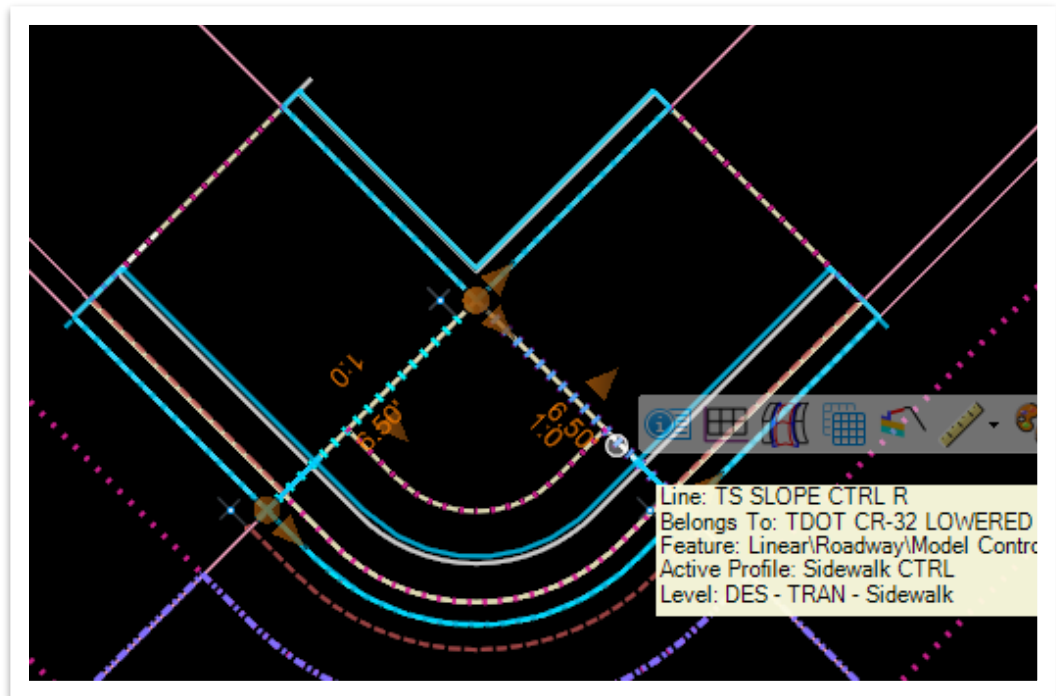 0:1
6.50'
6.50'
1:0
Line: TS SLOPE CTRL R
Belongs To: TDOT CR-32 LOWERED
Feature: Linear\Roadway\Model Contro
Active Profile: Sidewalk CTRL
Level: DES - TRAN - Sidewalk